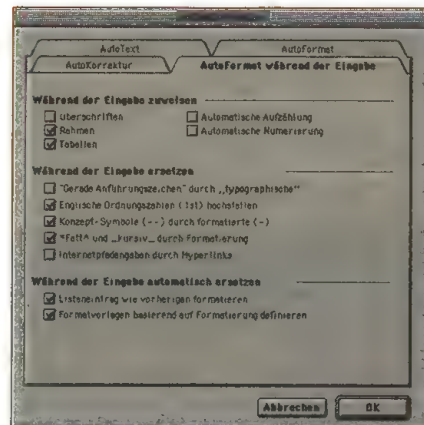 AutoText AutoFormat
AutoKorrektur AutoFormat während der Eingabe
Während der Eingabe zuweisen
Überschriften Automatische Aufzählung
Rahmen Automatische Numerierung
Tabellen
Während der Eingabe ersetzen
"Gerade Anführungszeichen" durch „typographische“
Englische Ordnungszahlen (1st) hochstellen
Konzept-Symbole (--) durch formatierte (-)
*Fett* und _kursiv_ durch Formatierung
Internetpfadangaben durch Hyperlinks
Während der Eingabe automatisch ersetzen
Listeneintrag wie vorherigen formatieren
Formatvorlagen basierend auf Formatierung definieren
Abbrechen OK